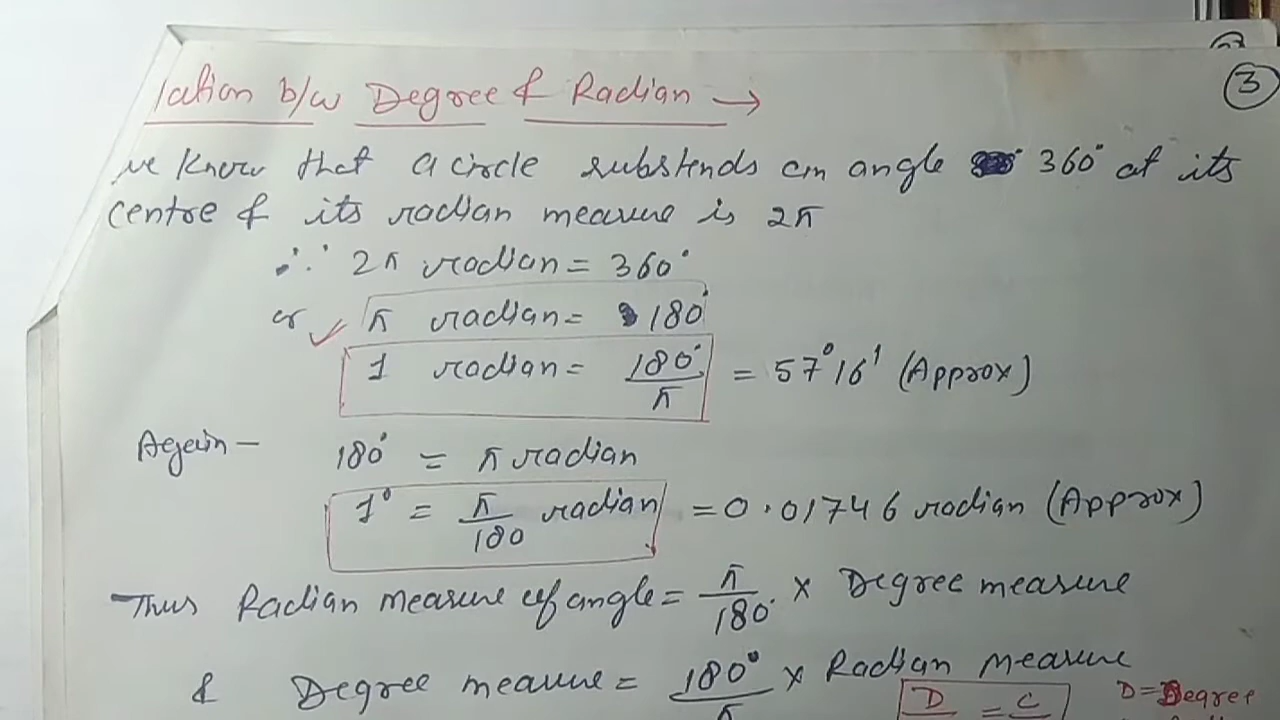 lation b/w Degree & Radian →
3
we know that a circle substends an angle 360° at its
centre & its radian measure is 2π
∴ 2π radian = 360°
or π radian = 180°
1 radian = 180°/π = 57°16' (Approx)
Again — 180° = π radian
1° = π/180 radian = 0.01746 radian (Approx)
Thus Radian measure of angle = π/180° × Degree measure
& Degree measure = 180°/π × Radian measure
D = C
D = Degree